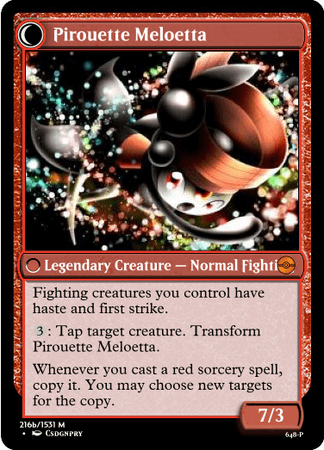 Pirouette Meloetta
Legendary Creature — Normal Fighti
Fighting creatures you control have
haste and first strike.
3: Tap target creature. Transform
Pirouette Meloetta.
Whenever you cast a red sorcery spell,
copy it. You may choose new targets
for the copy.
7/3
216b/1531 M
648-P
• Csdgnpry